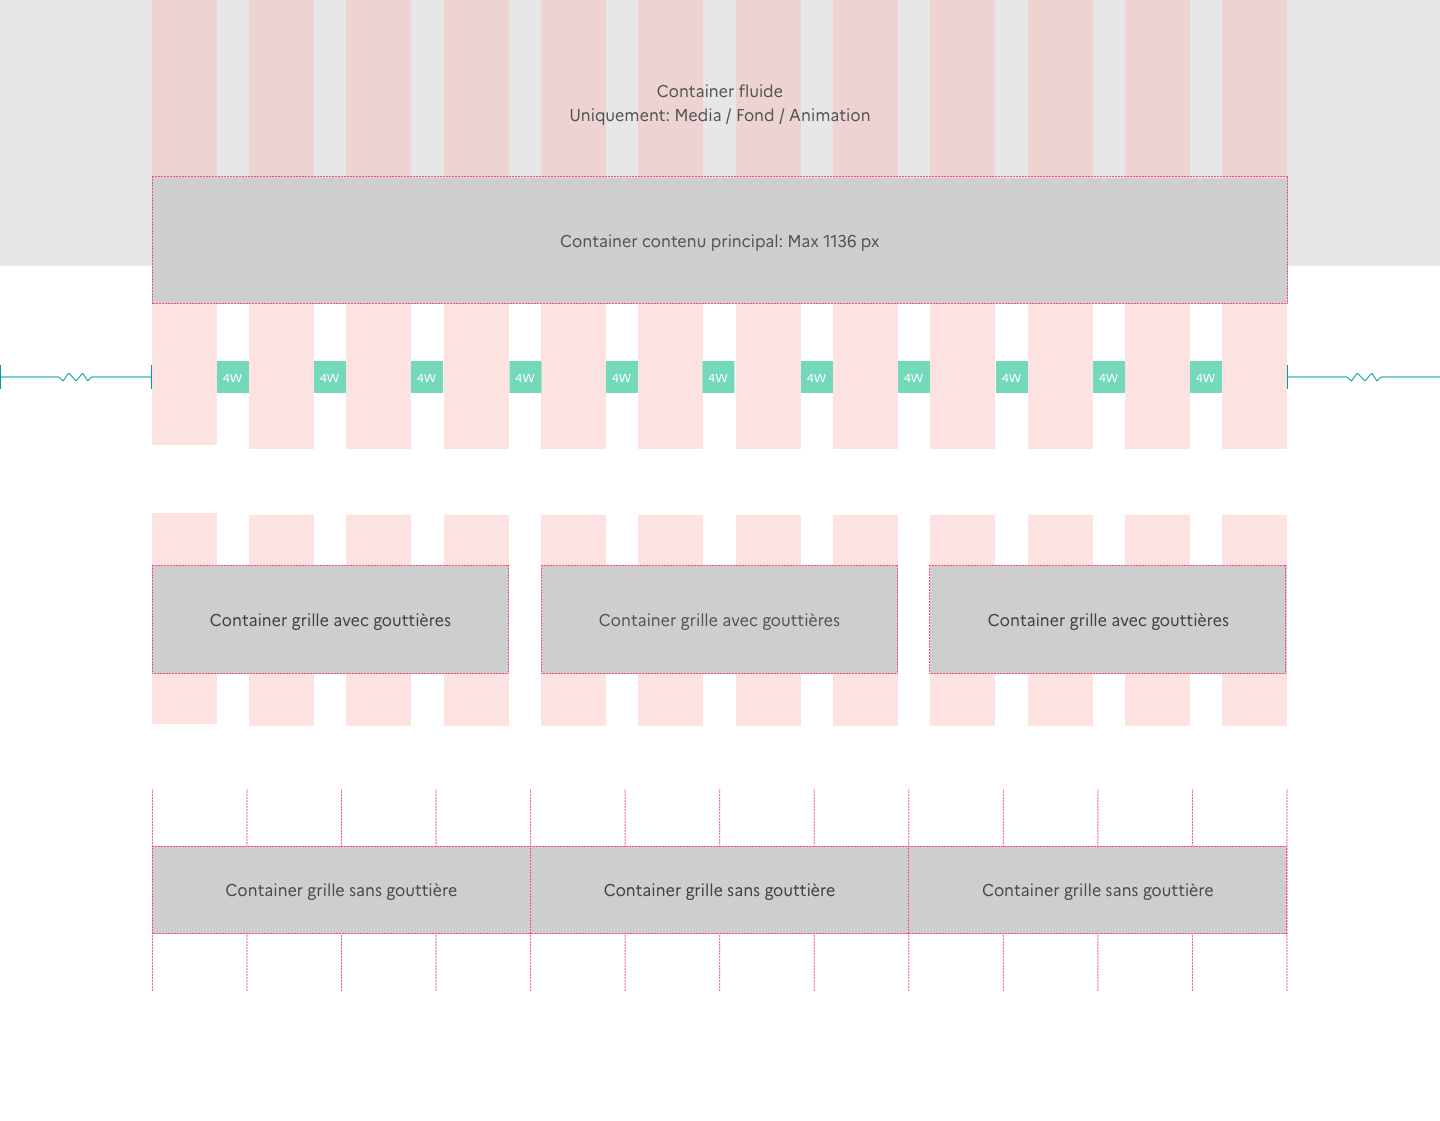 Container fluide
Uniquement: Media / Fond / Animation
Container contenu principal: Max 1136 px
4W 4W 4W 4W 4W 4W 4W 4W 4W 4W 4W
Container grille avec gouttières Container grille avec gouttières Container grille avec gouttières
Container grille sans gouttière Container grille sans gouttière Container grille sans gouttière